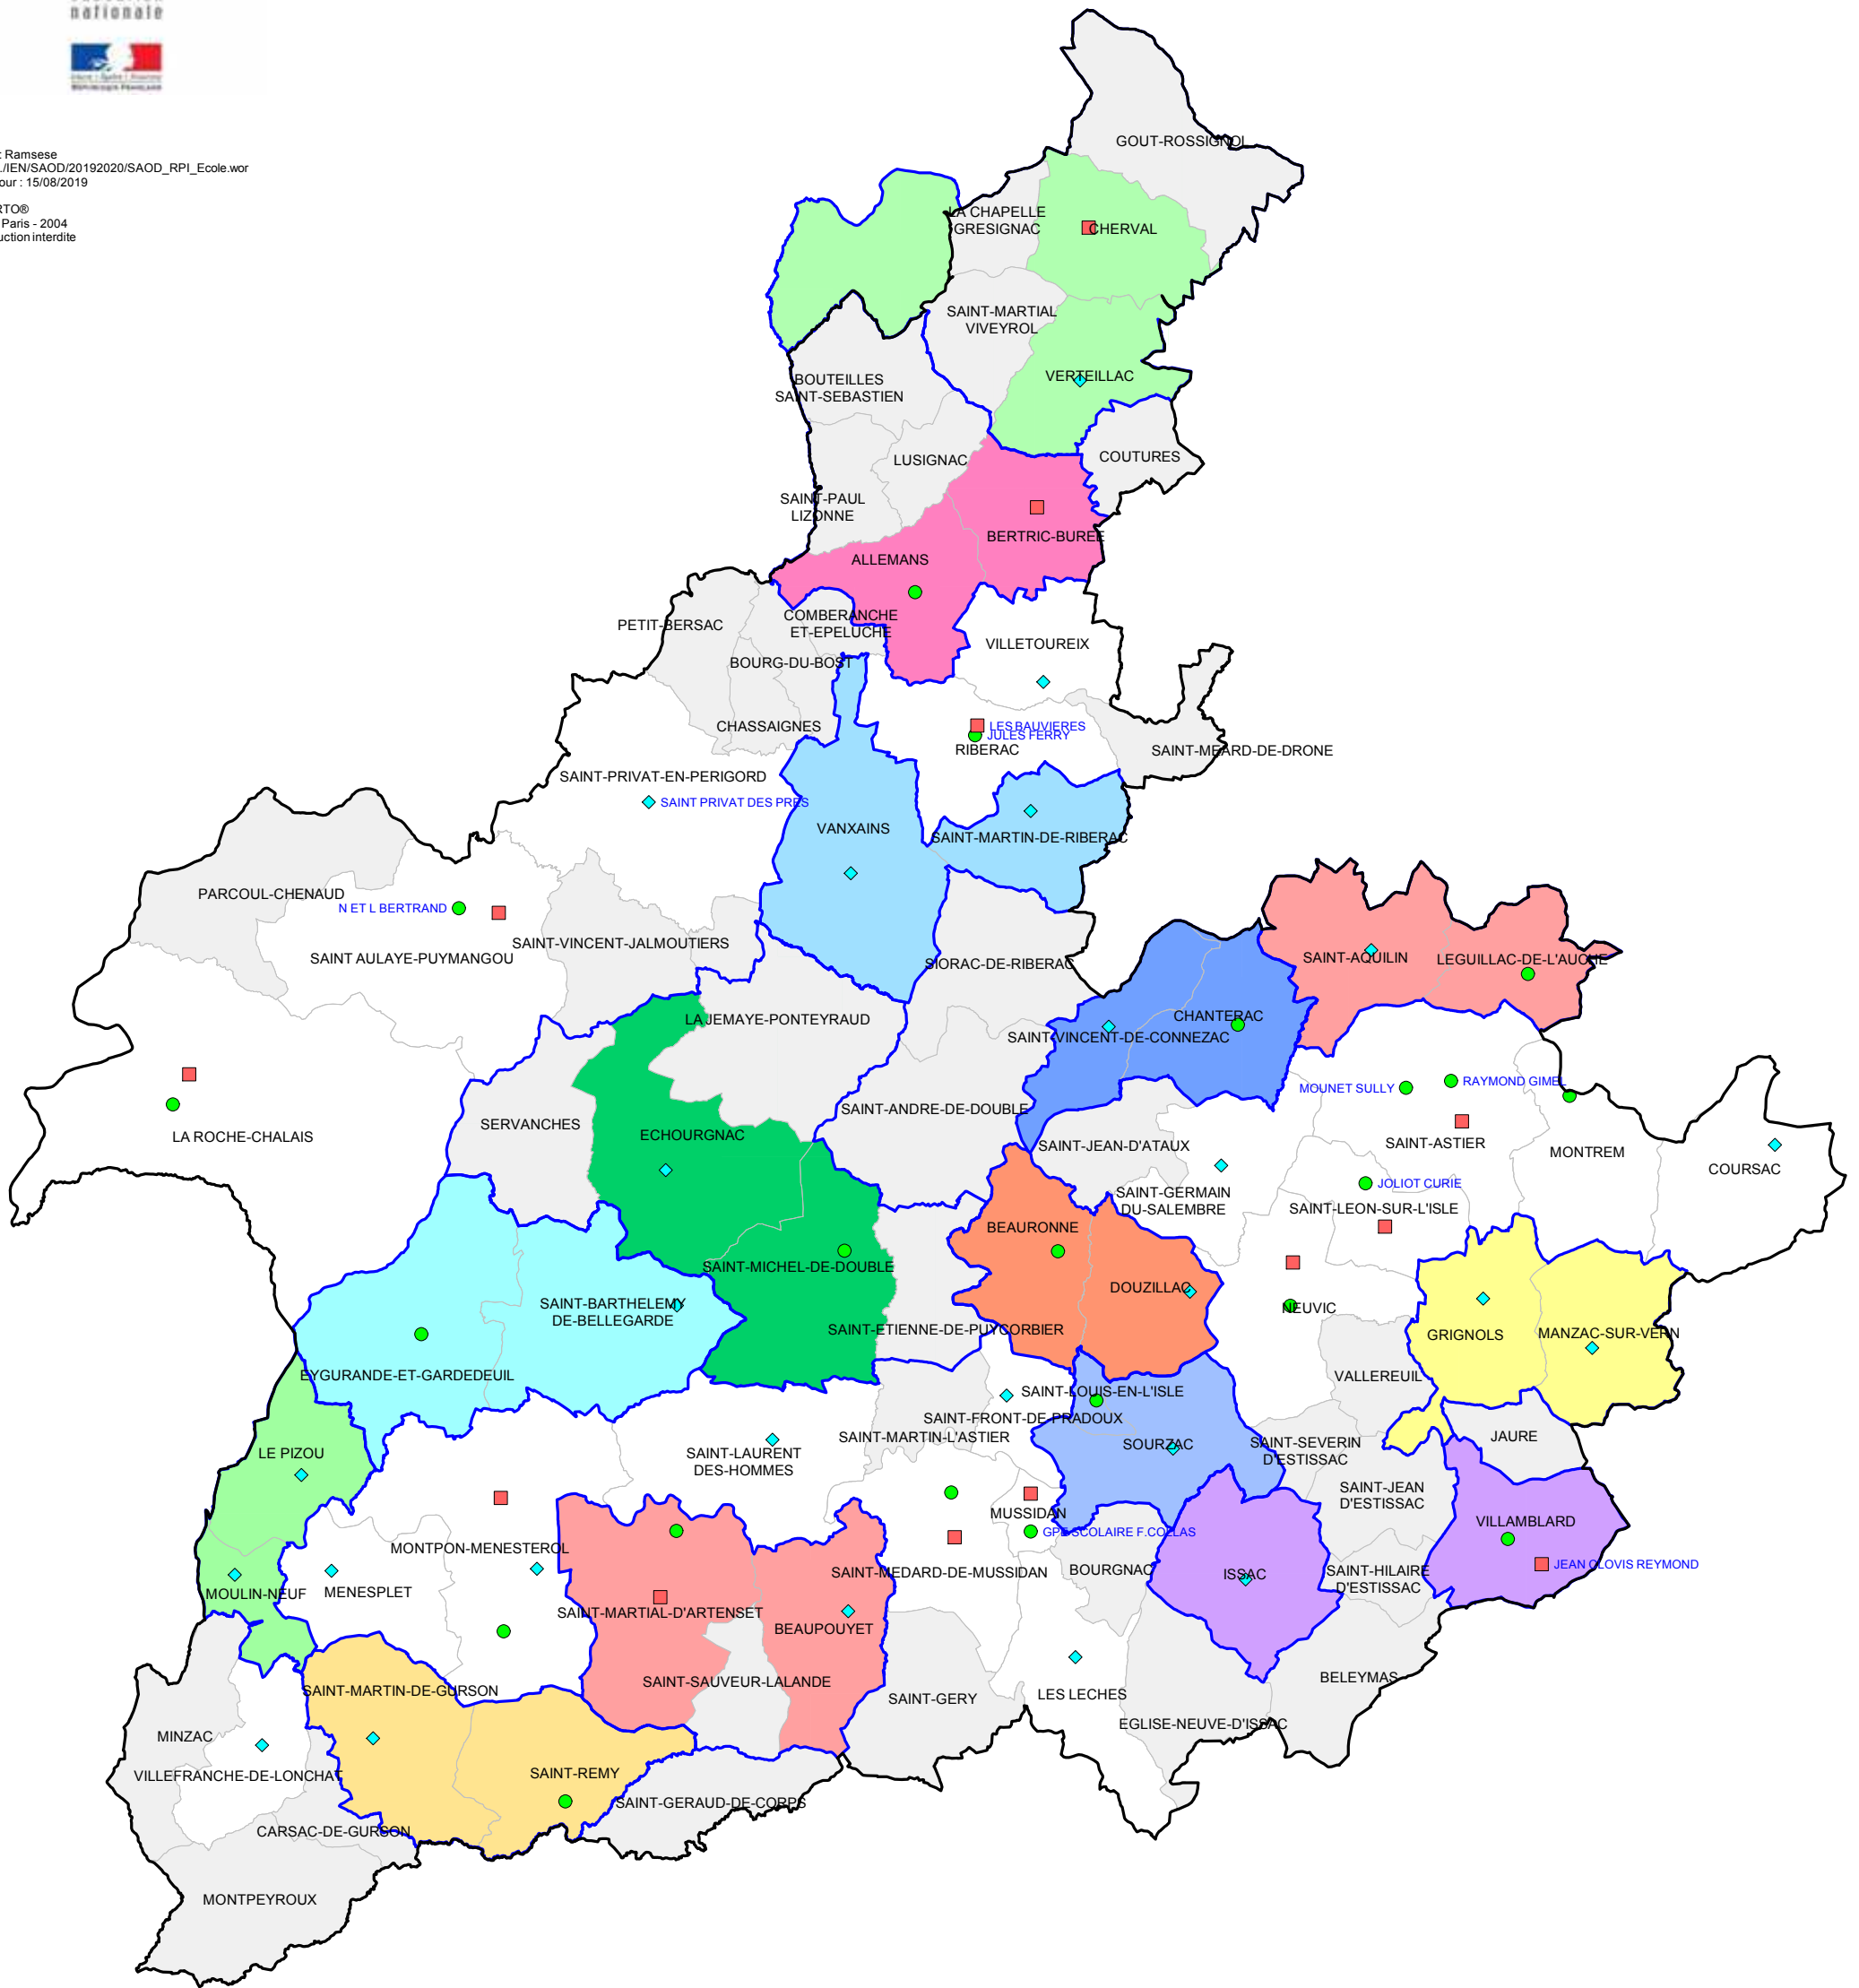 nationale
: Ramsese
./IEN/SAOD/20192020/SAOD_RPI_Ecole.wor
our : 15/08/2019
RTO®
Paris - 2004
uction interdite
GOUT-ROSSIGNOL
LA CHAPELLE
GRESIGNAC
CHERVAL
SAINT-MARTIAL
VIVEYROL
VERTEILLAC
BOUTEILLES
SAINT-SEBASTIEN
COUTURES
LUSIGNAC
SAINT-PAUL
LIZONNE
BERTRIC-BUREE
ALLEMANS
COMBERANCHE
ET-EPELUCHE
PETIT-BERSAC
VILLETOUREIX
BOURG-DU-BOST
CHASSAIGNES
LES BAUVIERES
JULES FERRY
RIBERAC
SAINT-MEARD-DE-DRONE
SAINT-PRIVAT-EN-PERIGORD
SAINT PRIVAT DES PRES
VANXAINS
SAINT-MARTIN-DE-RIBERAC
PARCOUL-CHENAUD
N ET L BERTRAND
SAINT-VINCENT-JALMOUTIERS
SAINT AULAYE-PUYMANGOU
SIORAC-DE-RIBERAC
SAINT-AQUILIN
LEGUILLAC-DE-L'AUCHE
LA JEMAYE-PONTEYRAUD
CHANTERAC
SAINT-VINCENT-DE-CONNEZAC
MOUNET SULLY
RAYMOND GIMEL
SAINT-ANDRE-DE-DOUBLE
SERVANCHES
ECHOURGNAC
LA ROCHE-CHALAIS
SAINT-JEAN-D'ATAUX
SAINT-ASTIER
MONTREM
COURSAC
JOLIOT CURIE
SAINT-GERMAIN
DU-SALEMBRE
SAINT-LEON-SUR-L'ISLE
BEAURONNE
SAINT-MICHEL-DE-DOUBLE
DOUZILLAC
SAINT-BARTHELEMY
DE-BELLEGARDE
NEUVIC
SAINT-ETIENNE-DE-PUYCORBIER
GRIGNOLS
MANZAC-SUR-VERN
EYGURANDE-ET-GARDEDEUIL
VALLEREUIL
SAINT-LOUIS-EN-L'ISLE
SAINT-FRONT-DE-PRADOUX
SAINT-MARTIN-L'ASTIER
SOURZAC
SAINT-SEVERIN
D'ESTISSAC
JAURE
LE PIZOU
SAINT-LAURENT
DES-HOMMES
SAINT-JEAN
D'ESTISSAC
MUSSIDAN
VILLAMBLARD
GPE SCOLAIRE F.COLLAS
MONTPON-MENESTEROL
JEAN CLOVIS REYMOND
SAINT-MEDARD-DE-MUSSIDAN
BOURGNAC
ISSAC
SAINT-HILAIRE
D'ESTISSAC
MOULIN-NEUF
MENESPLET
SAINT-MARTIAL-D'ARTENSET
BEAUPOUYET
SAINT-SAUVEUR-LALANDE
BELEYMAS
SAINT-MARTIN-DE-GURSON
SAINT-GERY
LES LECHES
EGLISE-NEUVE-D'ISSAC
MINZAC
SAINT-REMY
VILLEFRANCHE-DE-LONCHAT
SAINT-GERAUD-DE-CORPS
CARSAC-DE-GURSON
MONTPEYROUX